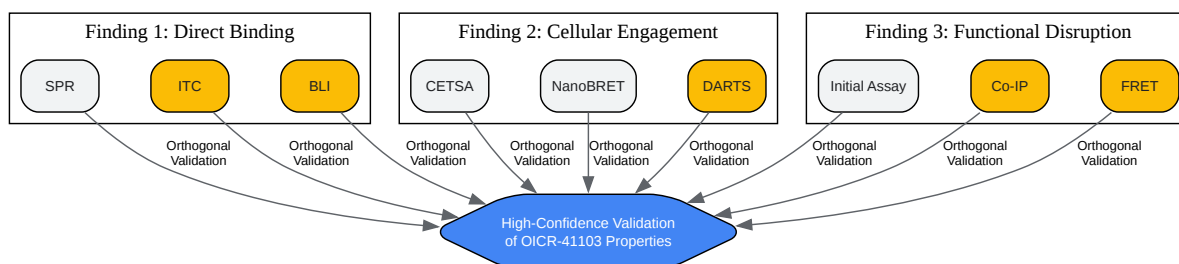 Finding 1: Direct Binding
Finding 2: Cellular Engagement
Finding 3: Functional Disruption
SPR
ITC
BLI
CETSA
NanoBRET
DARTS
Initial Assay
Co-IP
FRET
Orthogonal
Validation
Orthogonal
Validation
Orthogonal
Validation
Orthogonal
Validation
Orthogonal
Validation
Orthogonal
Validation
Orthogonal
Validation
Orthogonal
Validation
Orthogonal
Validation
High-Confidence Validation
of OICR-41103 Properties